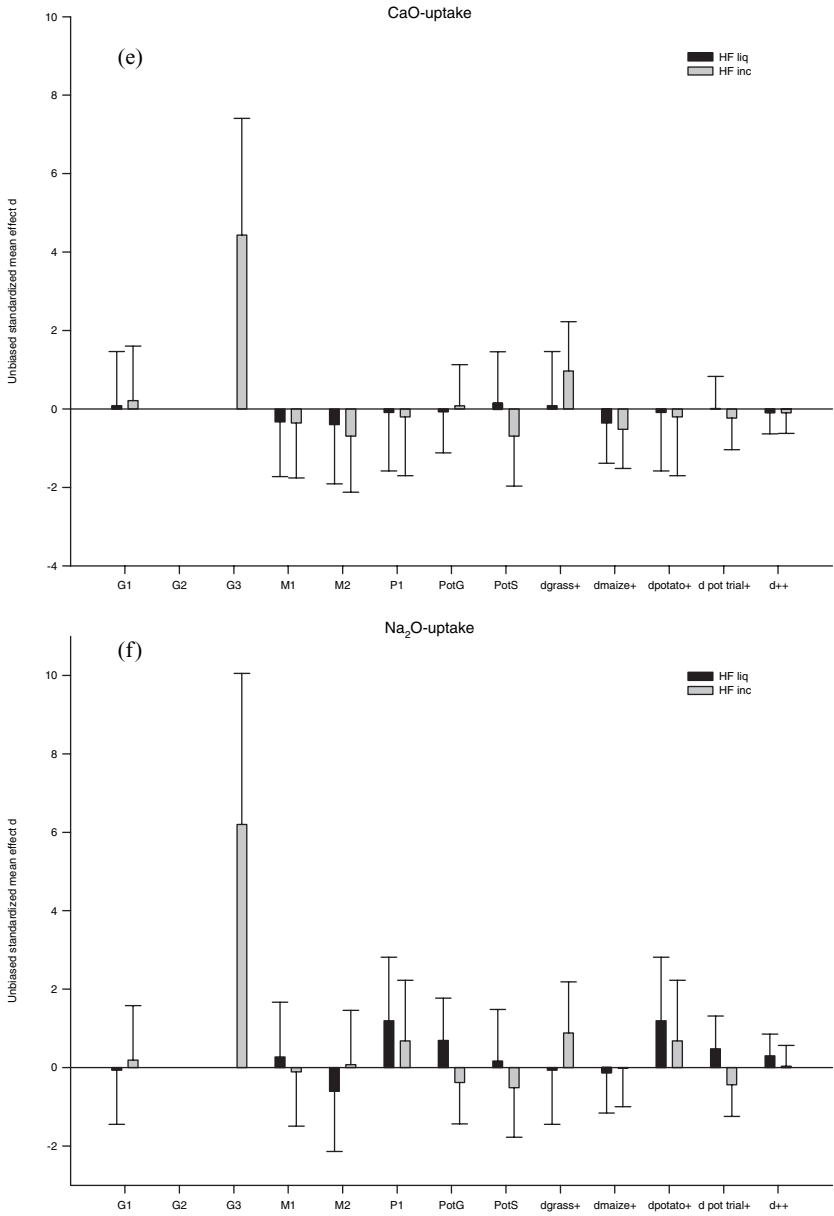 CaO-uptake
10
(e)
HF liq
HF inc
8
6
4
2
0
-2
-4
Unbiased standardized mean effect d
G1 G2 G3 M1 M2 P1 PotG PotS dgrass+ dmaize+ dpotato+ d pot trial+ d++
Na₂O-uptake
(f)
10
HF liq
HF inc
8
6
4
2
0
-2
Unbiased standardized mean effect d
G1 G2 G3 M1 M2 P1 PotG PotS dgrass+ dmaize+ dpotato+ d pot trial+ d++